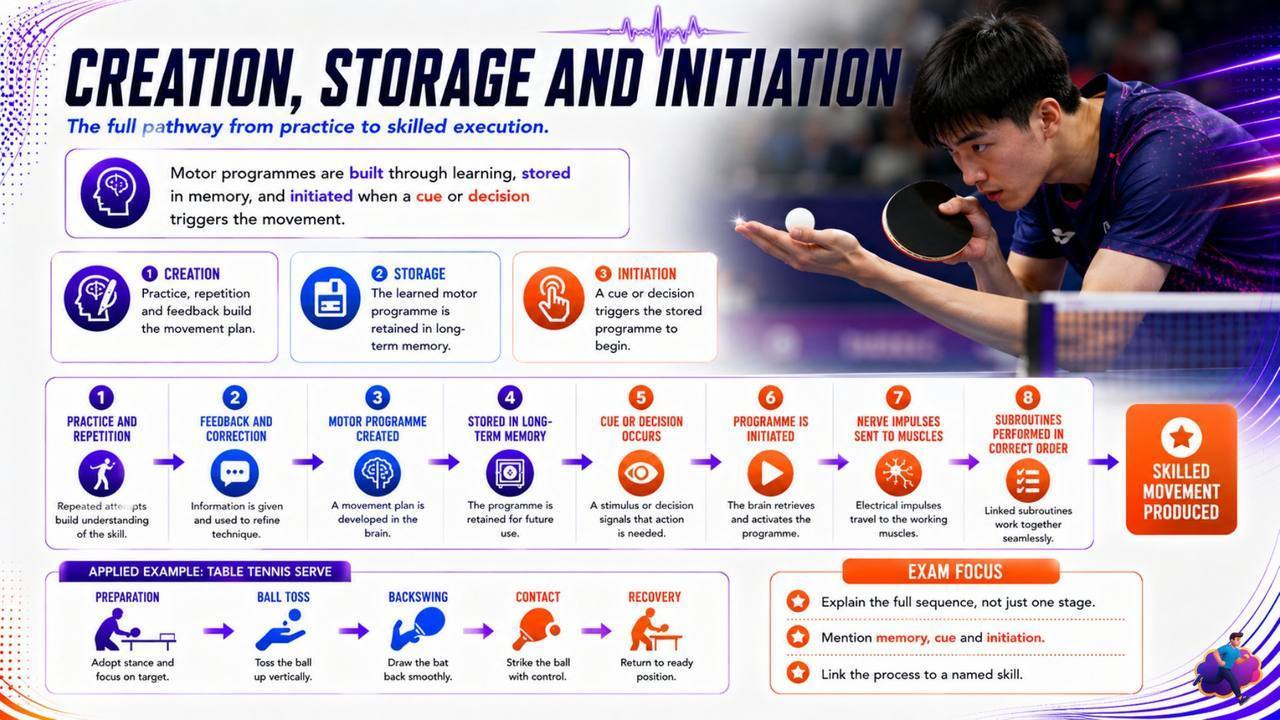 CREATION, STORAGE AND INITIATION
The full pathway from practice to skilled execution.
Motor programmes are built through learning, stored
in memory, and initiated when a cue or decision
triggers the movement.
1 CREATION
Practice, repetition
and feedback build
the movement plan.
2 STORAGE
The learned motor
programme is
retained in long-
term memory.
3 INITIATION
A cue or decision
triggers the stored
programme to
begin.
1
PRACTICE AND
REPETITION
Repeated attempts
build understanding
of the skill.
2
FEEDBACK AND
CORRECTION
Information is given
and used to refine
technique.
3
MOTOR PROGRAMME
CREATED
A movement plan is
developed in the
brain.
4
STORED IN LONG-
TERM MEMORY
The programme is
retained for future
use.
5
CUE OR DECISION
OCCURS
A stimulus or decision
signals that action
is needed.
6
PROGRAMME IS
INITIATED
The brain retrieves
and activates the
programme.
7
NERVE IMPULSES
SENT TO MUSCLES
Electrical impulses
travel to the working
muscles.
8
SUBROUTINES
PERFORMED IN
CORRECT ORDER
Linked subroutines
work together
seamlessly.
SKILLED
MOVEMENT
PRODUCED
APPLIED EXAMPLE: TABLE TENNIS SERVE
PREPARATION
Adopt stance and
focus on target.
BALL TOSS
Toss the ball
up vertically.
BACKSWING
Draw the bat
back smoothly.
CONTACT
Strike the ball
with control.
RECOVERY
Return to ready
position.
EXAM FOCUS
Explain the full sequence, not just one stage.
Mention memory, cue and initiation.
Link the process to a named skill.